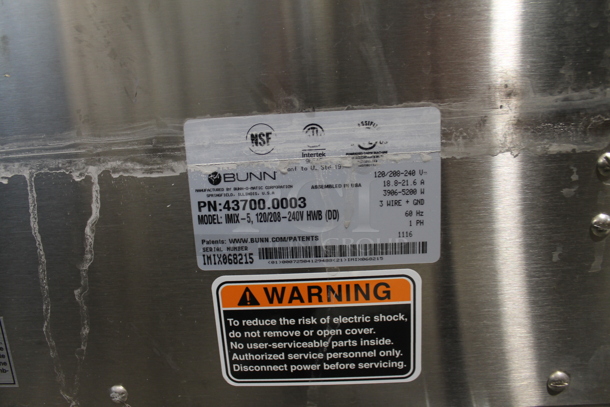 NSF
Intertek
BUNN
MANUFACTURED BY BUNN-O-MATIC CORPORATION
SPRINGFIELD, ILLINOIS, U.S.A.
ASSEMBLED IN USA
120/208-240 V~
18.8-21.6 A
3906-5200 W
3 WIRE + GND
60 Hz
1 PH
1116
PN:43700.0003
MODEL: IMIX-5, 120/208-240V HWB (DD)
Patents: WWW.BUNN.COM/PATENTS
SERIAL NUMBER
IMIX068215
WARNING
To reduce the risk of electric shock,
do not remove or open cover.
No user-serviceable parts inside.
Authorized service personnel only.
Disconnect power before servicing.